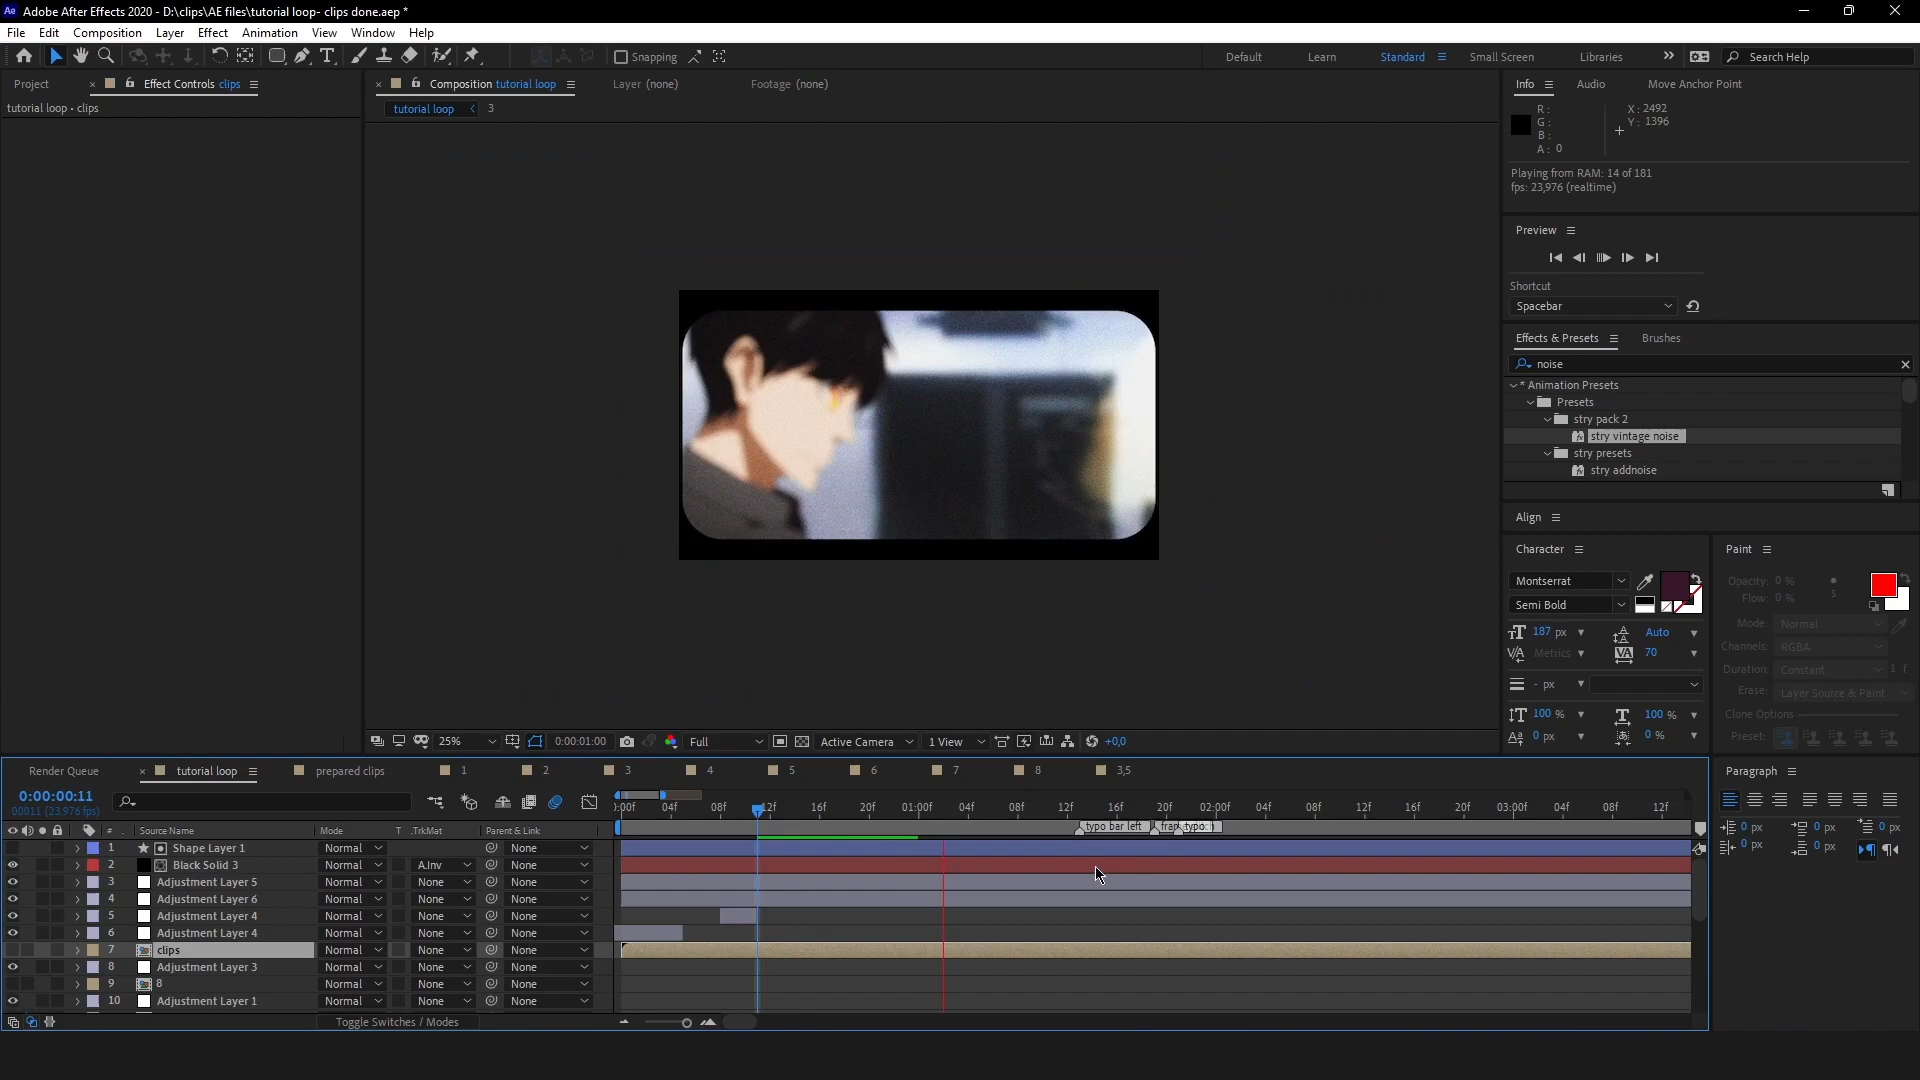 Ae Adobe After Effects 2020 - D:\clips\AE files\tutorial loop- clips done.aep *
File Edit Composition Layer Effect Animation View Window Help
Snapping Default Learn Standard Small Screen Libraries Search Help
Project Effect Controls clips Composition tutorial loop Layer (none) Footage (none) Info Audio Move Anchor Point
tutorial loop • clips
tutorial loop 3
R : X : 2492
G : Y : 1396
B :
A : 0
Playing from RAM: 14 of 181
fps: 23,976 (realtime)
Preview
Shortcut
Spacebar
Effects & Presets Brushes
noise
* Animation Presets
Presets
stry pack 2
stry vintage noise
stry presets
stry addnoise
Align
Character Paint
Montserrat
Semi Bold
187 px Auto
Metrics 70
- px
100 % 100 %
0 px 0 %
Opacity: 0 %
Flow: 0 % 5
Mode: Normal
Channels: RGBA
Duration: Constant 1 f
Erase: Layer Source & Paint
Clone Options
Preset:
25% 0:00:01:00 Full Active Camera 1 View +0,0
Render Queue tutorial loop prepared clips 1 2 3 4 5 6 7 8 3,5 Paragraph
0:00:00:11
00011 (23.976 fps)
:00f 04f 08f 12f 16f 20f 01:00f 04f 08f 12f 16f 20f 02:00f 04f 08f 12f 16f 20f 03:00f 04f 08f 12f
typo bar left
# Source Name Mode T .TrkMat Parent & Link
1 Shape Layer 1 Normal None
2 Black Solid 3 Normal A.Inv None
3 Adjustment Layer 5 Normal None None
4 Adjustment Layer 6 Normal None None
5 Adjustment Layer 4 Normal None None
6 Adjustment Layer 4 Normal None None
7 clips Normal None None
8 Adjustment Layer 3 Normal None None
9 8 Normal None None
10 Adjustment Layer 1 Normal None None
Toggle Switches / Modes
0 px 0 px 0 px
0 px 0 px